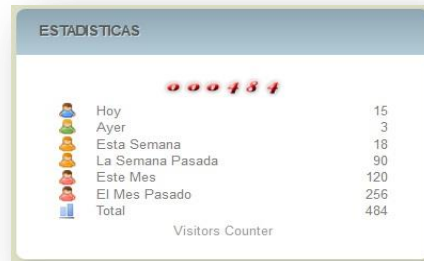 ESTADISTICAS
000484
Hoy 15
Ayer 3
Esta Semana 18
La Semana Pasada 90
Este Mes 120
El Mes Pasado 256
Total 484
Visitors Counter